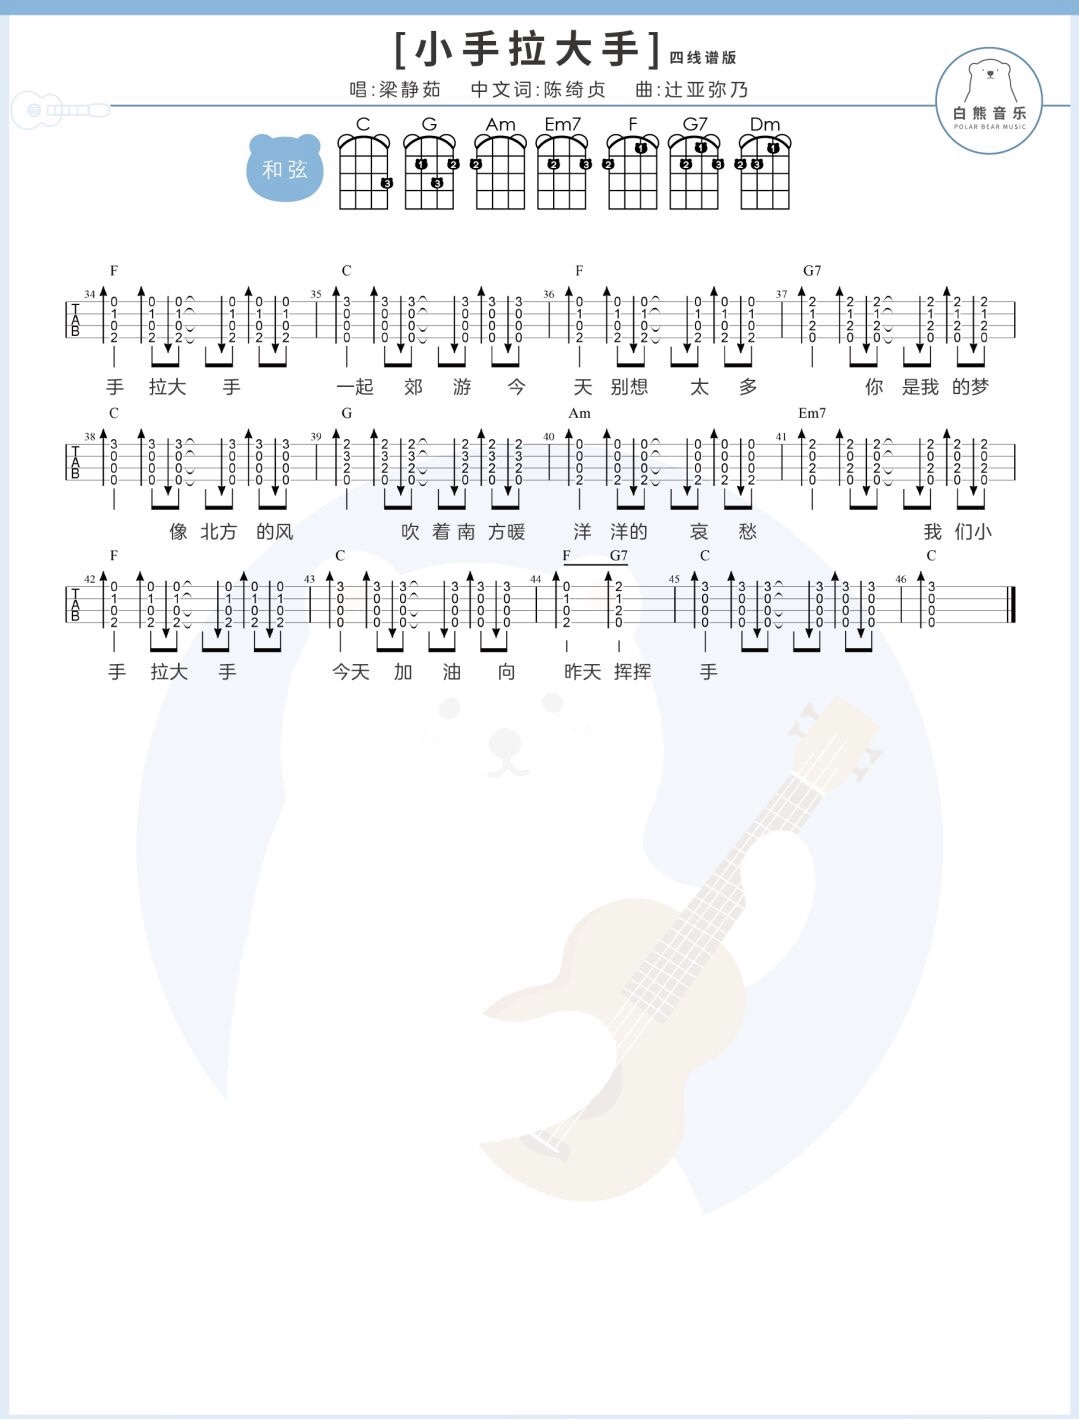 [小手拉大手] 四线谱版
唱:梁静茹 中文词:陈绮贞 曲:辻亚弥乃
白熊音乐
POLAR BEAR MUSIC
和弦
C G Am Em7 F G7 Dm
F C F G7
34 35 36 37
TAB
手 拉大 手 一起 郊 游 今 天 别想 太 多 你 是我 的梦
C G Am Em7
38 39 40 41
TAB
像 北方 的风 吹 着南 方暖 洋 洋的 哀 愁 我 们小
F C F G7 C C
42 43 44 45 46
TAB
手 拉大 手 今天 加 油 向 昨天 挥挥 手